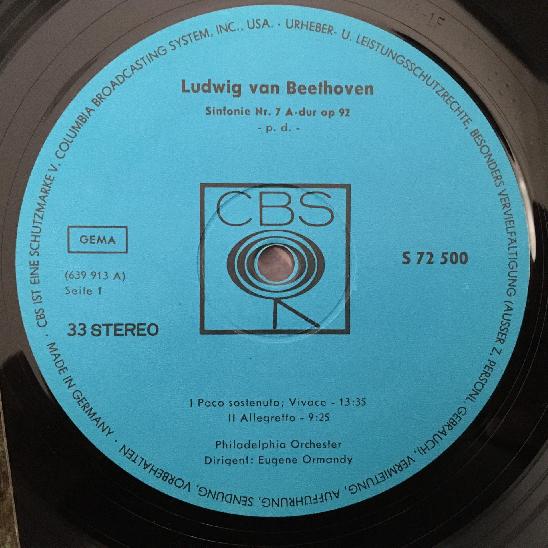 Ludwig van Beethoven
Sinfonie Nr. 7 A-dur op 92
- p. d. -
CBS
GEMA
S 72 500
(639 913 A)
Seite 1
33 STEREO
I Poco sostenuto; Vivace - 13:35
II Allegretto - 9:25
Philadelphia Orchester
Dirigent: Eugene Ormandy
· CBS IST EINE SCHUTZMARKE V. COLUMBIA BROADCASTING SYSTEM, INC., USA. · URHEBER- U. LEISTUNGSSCHUTZRECHTE, BESONDERS VERVIELFÄLTIGUNG (AUSSER Z. PERSÖNL. GEBRAUCH), VERMIETUNG, AUFFÜHRUNG, SENDUNG, VORBEHALTEN · MADE IN GERMANY